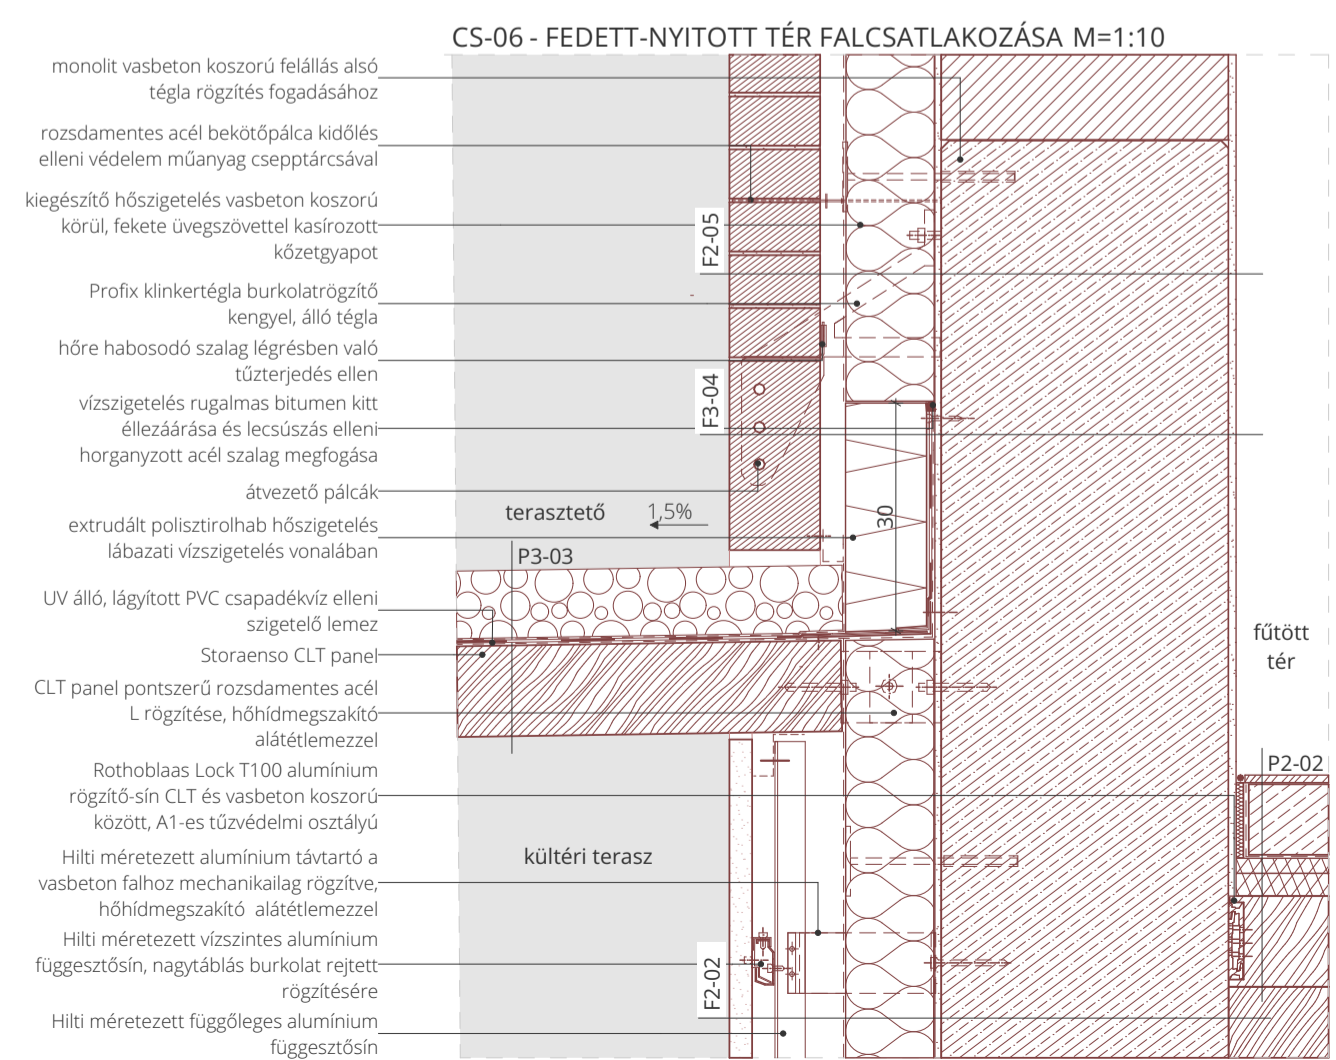 CS-06 - FEDETT-NYITOTT TÉR FALCSATLAKOZÁSA M=1:10
monolit vasbeton koszorú felállás alsó
tégla rögzítés fogadásához
rozsdamentes acél bekötőpálca kidőlés
elleni védelem műanyag csepptárcsával
kiegészítő hőszigetelés vasbeton koszorú
körül, fekete üvegszövettel kasírozott
kőzetgyapot
Profix klinkertégla burkolatrögzítő
kengyel, álló tégla
hőre habosodó szalag légrésben való
tűzterjedés ellen
vízszigetelés rugalmas bitumen kitt
éllezáárása és lecsúszás elleni
horganyzott acél szalag megfogása
átvezető pálcák
extrudált polisztirolhab hőszigetelés
lábazati vízszigetelés vonalában
UV álló, lágyított PVC csapadékvíz elleni
szigetelő lemez
Storaenso CLT panel
CLT panel pontszerű rozsdamentes acél
L rögzítése, hőhídmegszakító
alátétlemezzel
Rothoblaas Lock T100 alumínium
rögzítő-sín CLT és vasbeton koszorú
között, A1-es tűzvédelmi osztályú
Hilti méretezett alumínium távtartó a
vasbeton falhoz mechanikailag rögzítve,
hőhídmegszakító alátétlemezzel
Hilti méretezett vízszintes alumínium
függesztősín, nagytáblás burkolat rejtett
rögzítésére
Hilti méretezett függőleges alumínium
függesztősín
F2-05
F3-04
terasztető
1,5%
30
P3-03
fűtött
tér
P2-02
kültéri terasz
F2-02